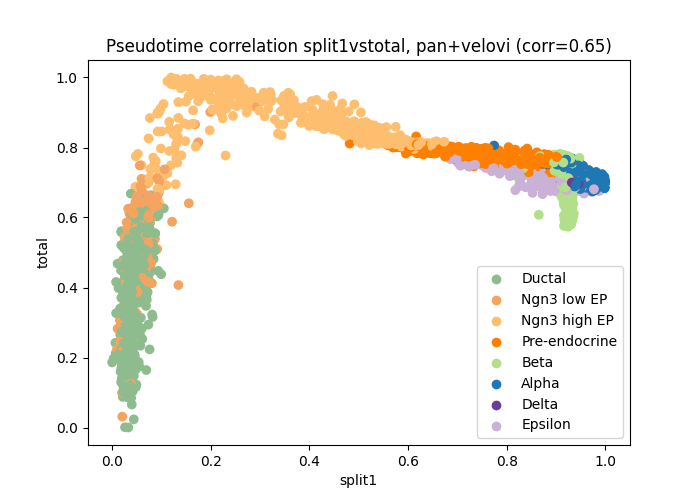 Pseudotime correlation split1vstotal, pan+velovi (corr=0.65)
1.0
0.8
0.6
0.4
0.2
0.0
total
Ductal
Ngn3 low EP
Ngn3 high EP
Pre-endocrine
Beta
Alpha
Delta
Epsilon
0.0 0.2 0.4 0.6 0.8 1.0
split1